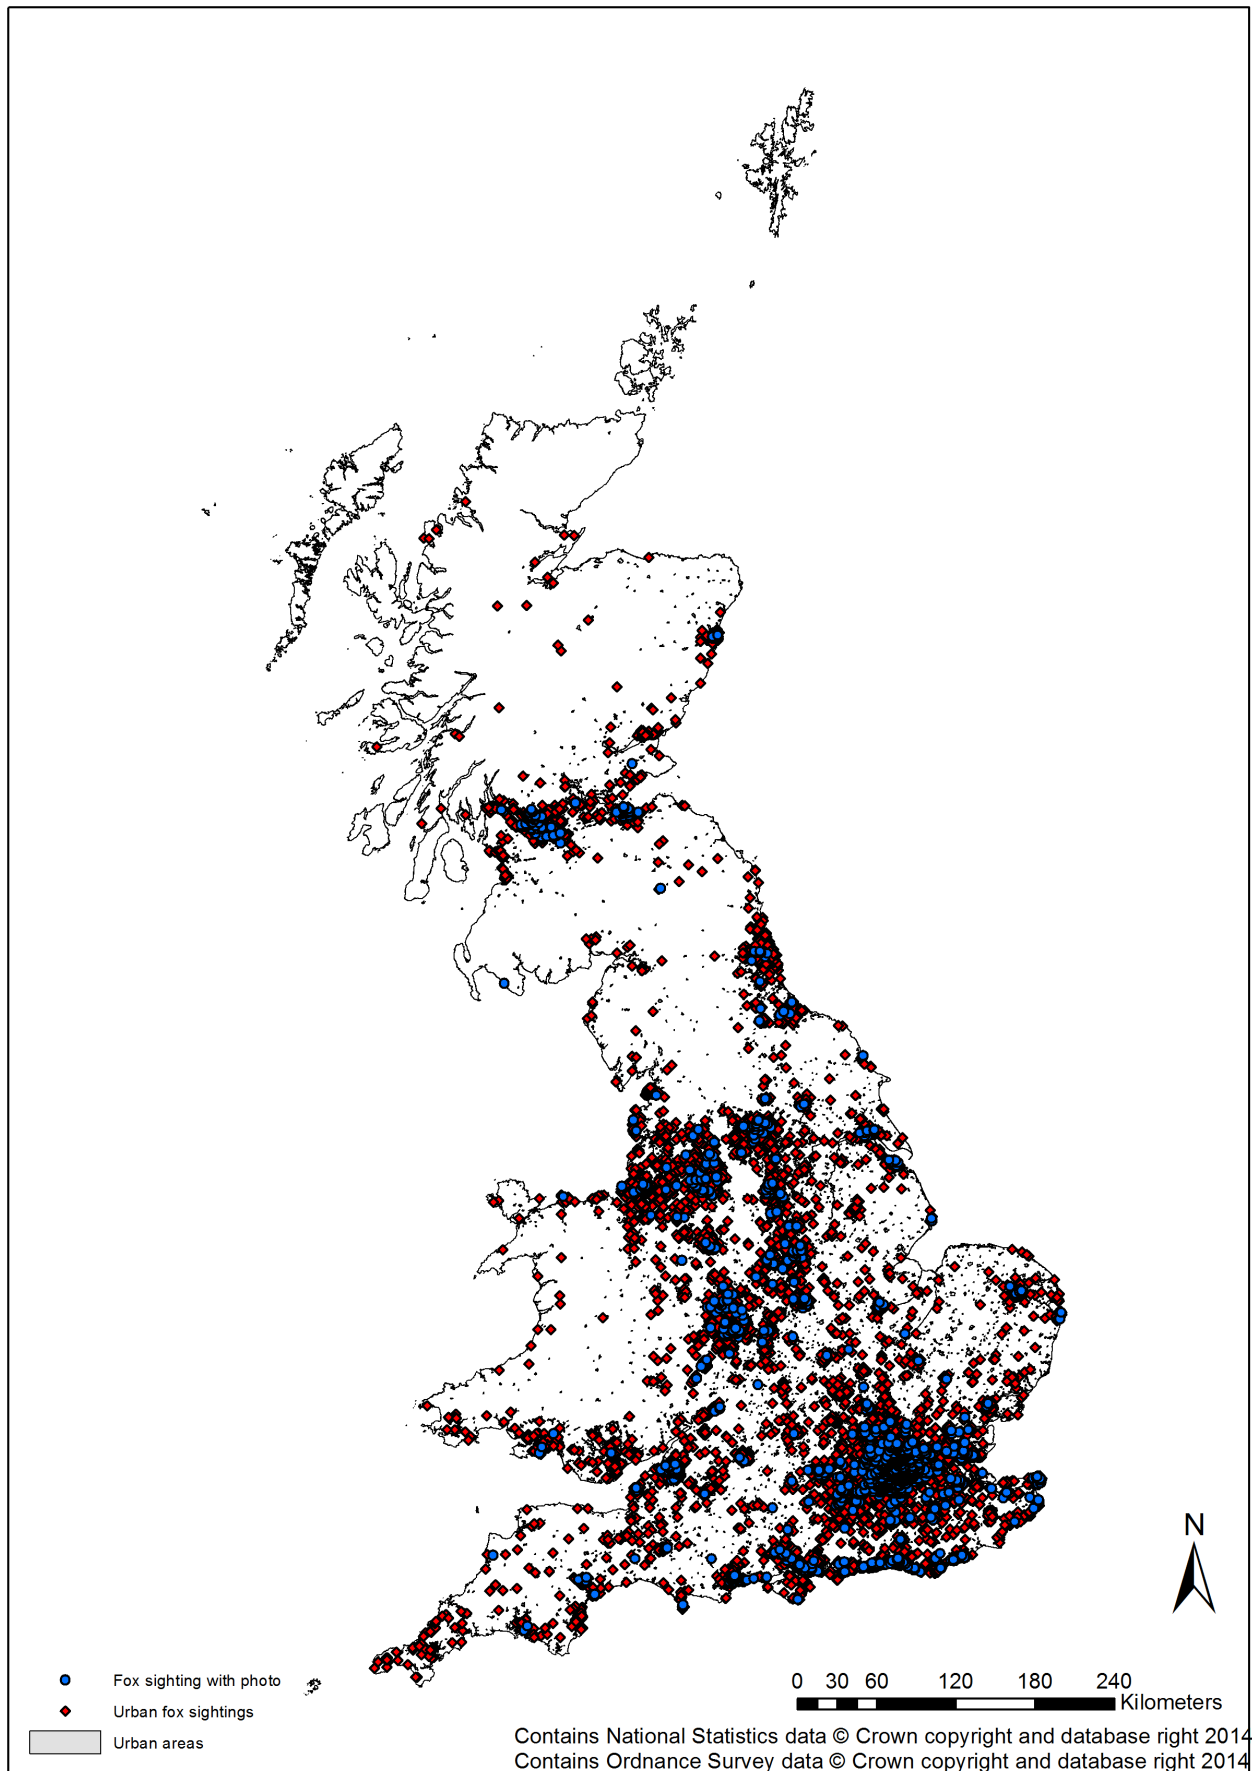 N
Fox sighting with photo
Urban fox sightings
Urban areas
0 30 60 120 180 240
Kilometers
Contains National Statistics data © Crown copyright and database right 2014
Contains Ordnance Survey data © Crown copyright and database right 2014